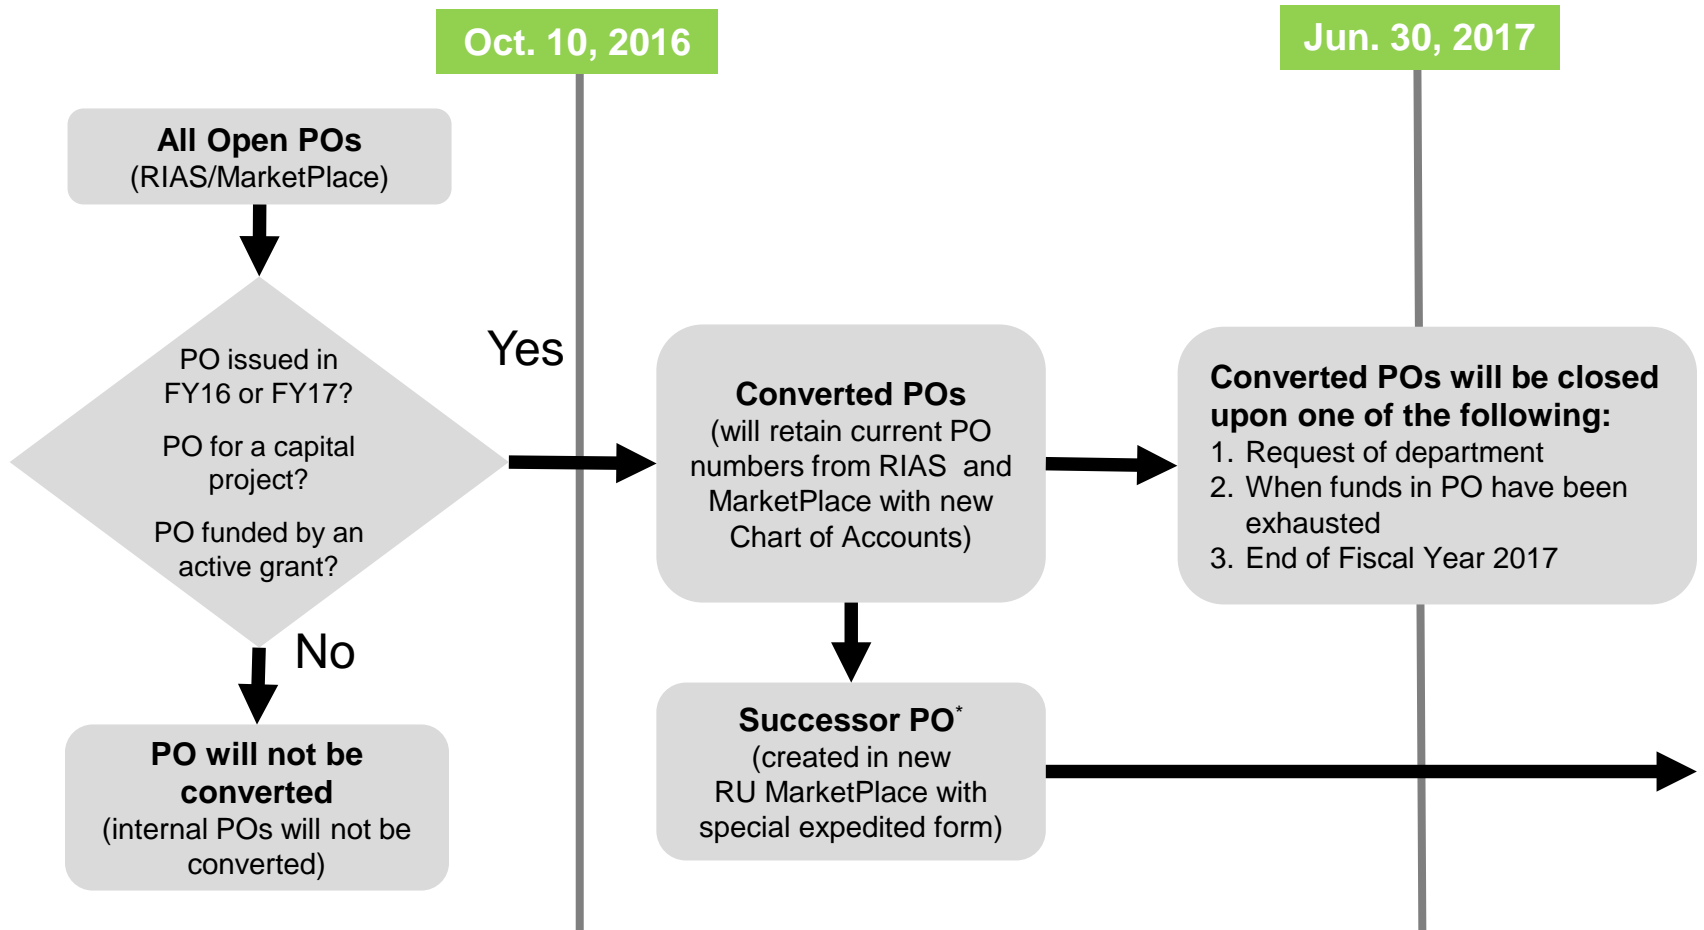 Oct. 10, 2016
Jun. 30, 2017
All Open POs
(RIAS/MarketPlace)
PO issued in
FY16 or FY17?
PO for a capital
project?
PO funded by an
active grant?
Yes
No
PO will not be
converted
(internal POs will not be
converted)
Converted POs
(will retain current PO
numbers from RIAS and
MarketPlace with new
Chart of Accounts)
Successor PO*
(created in new
RU MarketPlace with
special expedited form)
Converted POs will be closed
upon one of the following:
1. Request of department
2. When funds in PO have been
exhausted
3. End of Fiscal Year 2017